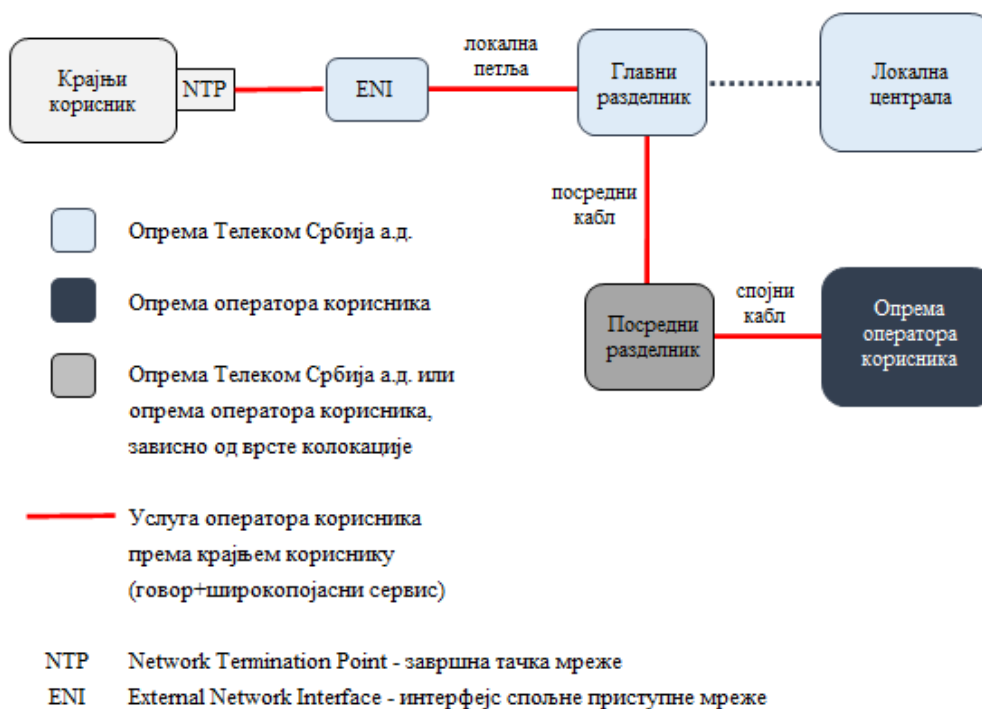 Крајњи
корисник
NTP
ENI
локална
петља
Главни
разделник
Локална
централа
посредни
кабл
Посредни
разделник
спојни
кабл
Опрема
оператора
корисника
Опрема Телеком Србија а.д.
Опрема оператора корисника
Опрема Телеком Србија а.д. или
опрема оператора корисника,
зависно од врсте колокације
Услуга оператора корисника
према крајњем кориснику
(говор+широкопојасни сервис)
NTP Network Termination Point - завршна тачка мреже
ENI External Network Interface - интерфејс спољне приступне мреже